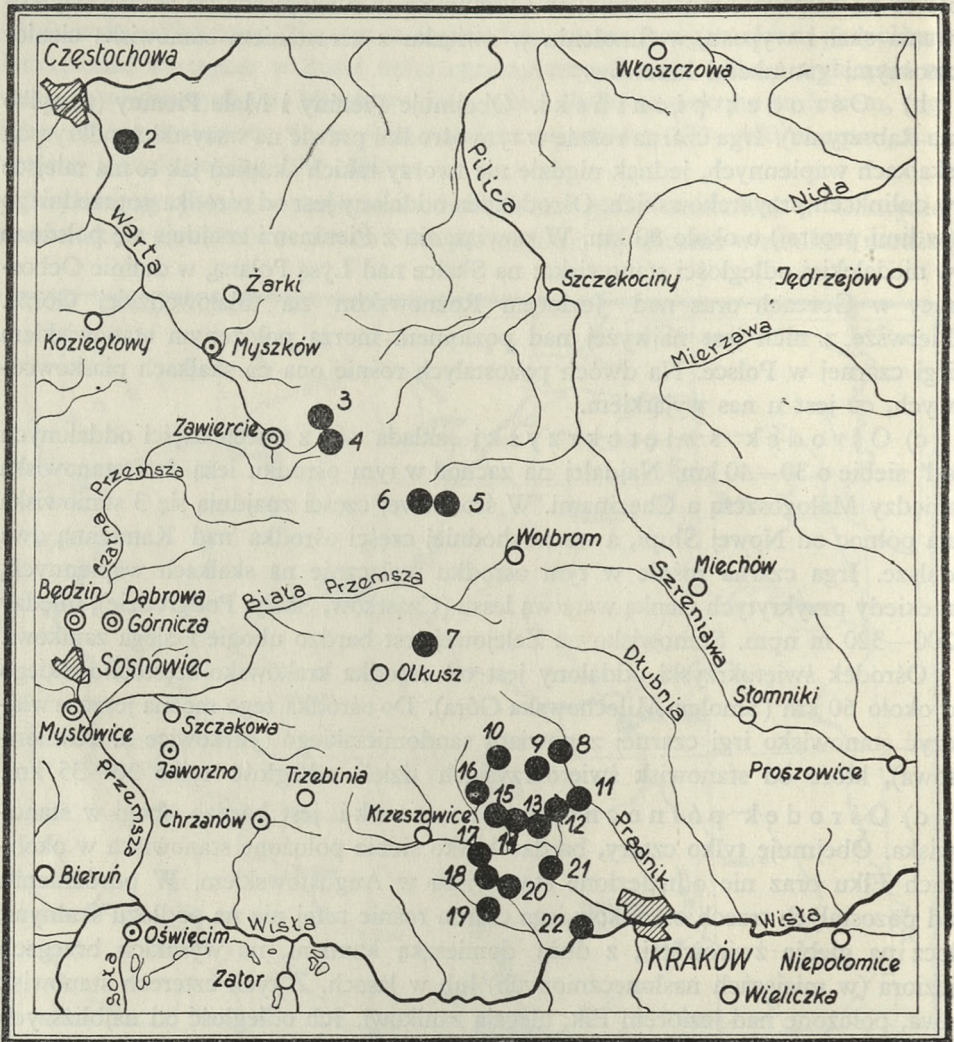 Częstochowa
Włoszczowa
2
Pilica
Nida
Warta
Żarki
Szczekociny
Jędrzejów
Koziegłowy
Myszków
Mierzawa
3
Zawiercie
4
Przemsza
Czarna
6
5
Wolbrom
Miechów
Będzin
Dąbrowa
Górnicza
Biała Przemsza
Szreniawa
7
Sosnowiec
Olkusz
Dłubnia
Słomniki
Mysłowice
Szczakowa
10
9
8
Proszowice
Jaworzno
Trzebinia
16
15
13
11
Przemsza
Chrzanów
Krzeszowice
14
12
17
Prądnik
Bieruń
18
21
20
19
22
Oświęcim
Wisła
Wisła
Soła
Zator
KRAKÓW
Niepołomice
Wieliczka